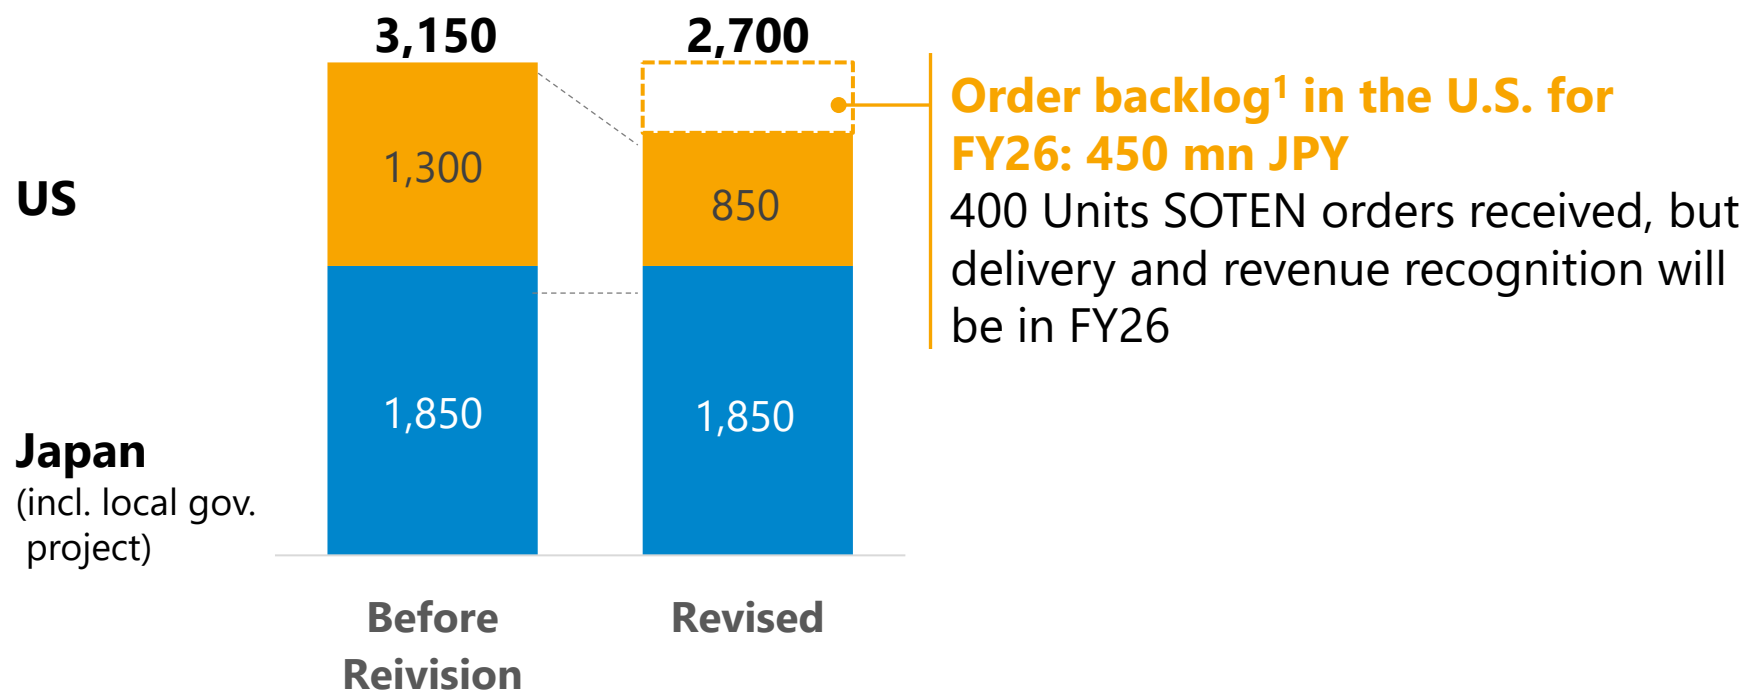 3,150
2,700
Order backlog¹ in the U.S. for
FY26: 450 mn JPY
400 Units SOTEN orders received, but
delivery and revenue recognition will
be in FY26
US
1,300
850
Japan
(incl. local gov.
project)
1,850
1,850
Before
Reivision
Revised